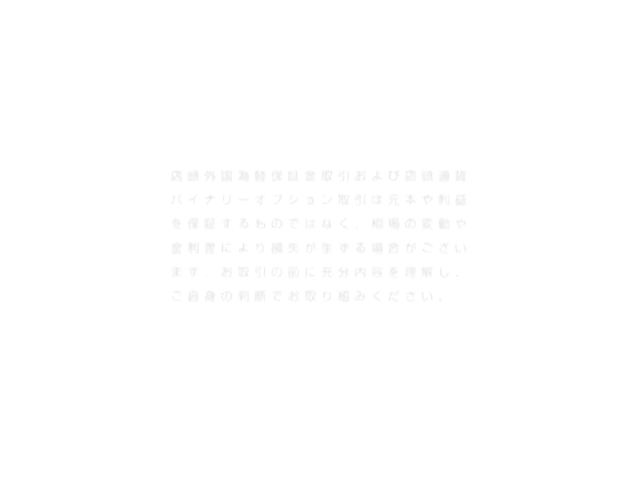 店頭外国為替保証金取引および店頭通貨
バイナリーオプション取引は元本や利益
を保証するものではなく、相場の変動や
金利差により損失が生ずる場合がござい
ます。お取引の前に充分内容を理解し、
ご自身の判断でお取り組みください。